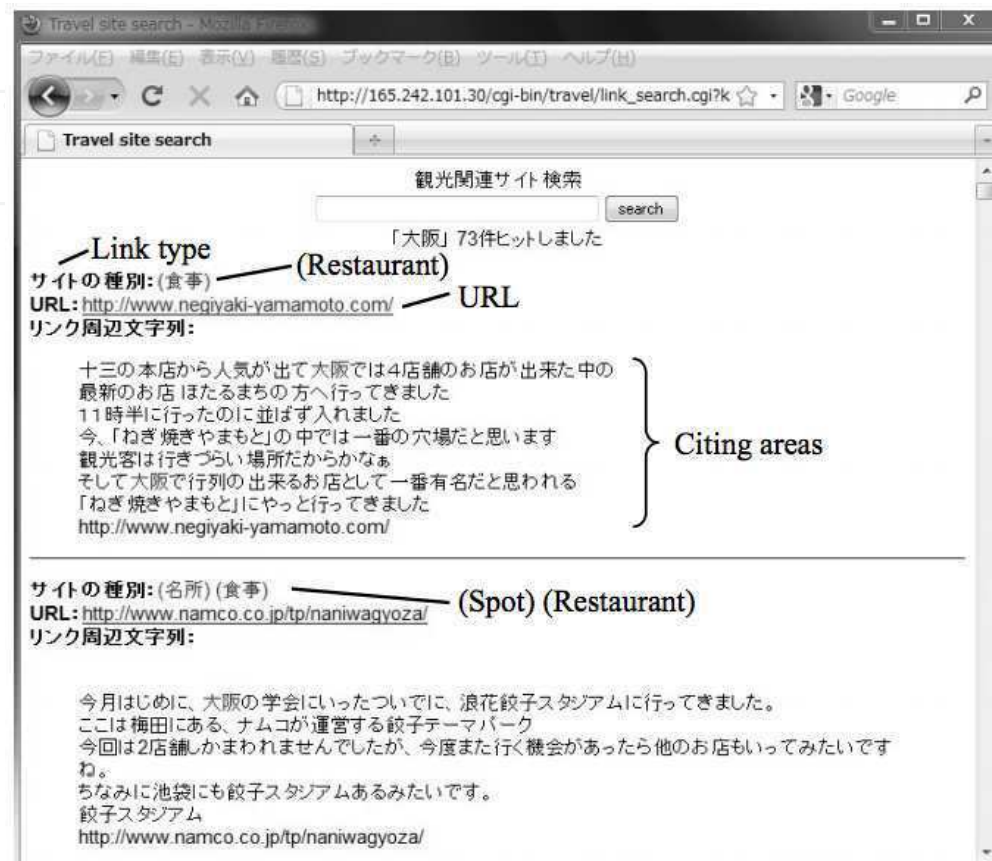 Travel site search - Mozilla Firefox
ファイル(F) 編集(E) 表示(V) 履歴(S) ブックマーク(B) ツール(T) ヘルプ(H)
http://165.242.101.30/cgi-bin/travel/link_search.cgi?k
Google
Travel site search
観光関連サイト検索
search
「大阪」 73件ヒットしました
Link type
(Restaurant)
サイトの種別: (食事)
URL: http://www.negiyaki-yamamoto.com/
URL
リンク周辺文字列:
十三の本店から人気が出て大阪では4店舗のお店が出来た中の
最新のお店 ほたるまちの方へ行ってきました
11時半に行ったのに並ばず入れました
今、「ねぎ焼きやまもと」の中では一番の穴場だと思います
観光客は行きづらい場所だからかなぁ
そして大阪で行列の出来るお店として一番有名だと思われる
「ねぎ焼きやまもと」にやっと行ってきました
http://www.negiyaki-yamamoto.com/
Citing areas
サイトの種別: (名所) (食事)
(Spot) (Restaurant)
URL: http://www.namco.co.jp/tp/naniwagyoza/
リンク周辺文字列:
今月はじめに、大阪の学会にいったついでに、浪花餃子スタジアムに行ってきました。
ここは梅田にある、ナムコが運営する餃子テーマパーク
今回は2店舗しかまわれませんでしたが、今度また行く機会があったら他のお店もいってみたいです
ね。
ちなみに池袋にも餃子スタジアムあるみたいです。
餃子スタジアム
http://www.namco.co.jp/tp/naniwagyoza/